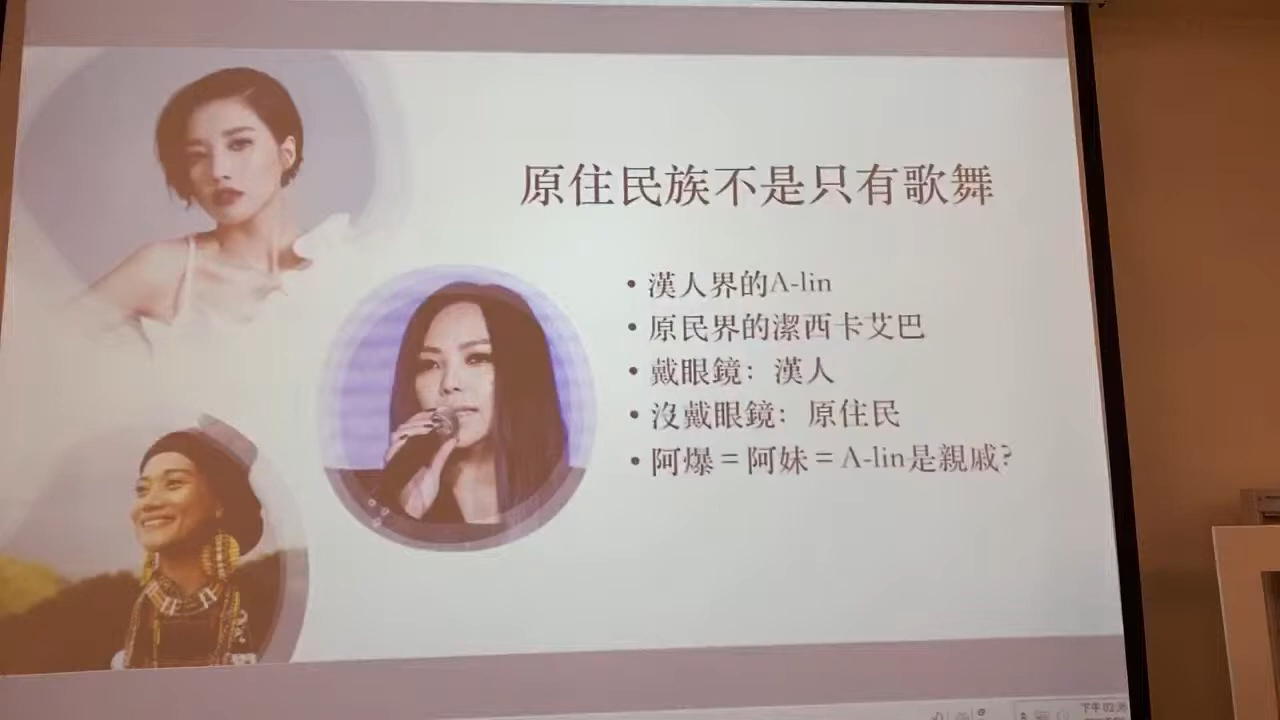 原住民族不是只有歌舞
• 漢人界的A-lin
• 原民界的潔西卡艾巴
• 戴眼鏡：漢人
• 沒戴眼鏡：原住民
• 阿爆＝阿妹＝A-lin是親戚?